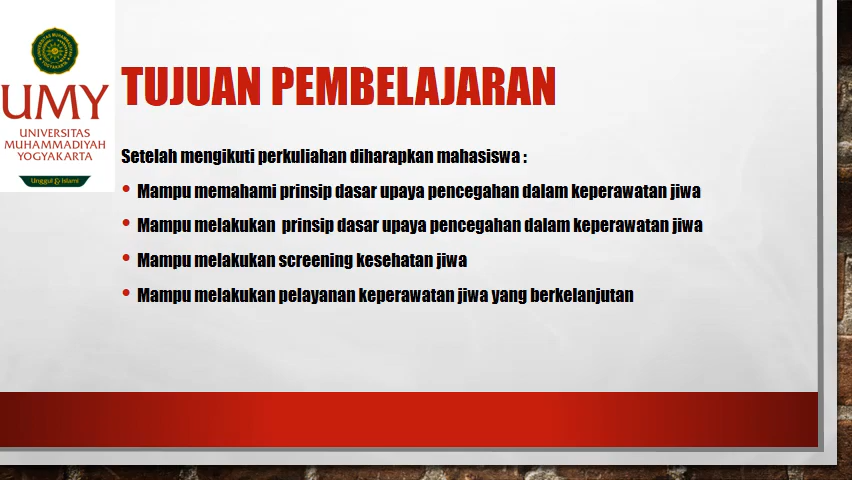 UMY
UNIVERSITAS
MUHAMMADIYAH
YOGYAKARTA
Unggul & Islami
TUJUAN PEMBELAJARAN
Setelah mengikuti perkuliahan diharapkan mahasiswa :
• Mampu memahami prinsip dasar upaya pencegahan dalam keperawatan jiwa
• Mampu melakukan prinsip dasar upaya pencegahan dalam keperawatan jiwa
• Mampu melakukan screening kesehatan jiwa
• Mampu melakukan pelayanan keperawatan jiwa yang berkelanjutan